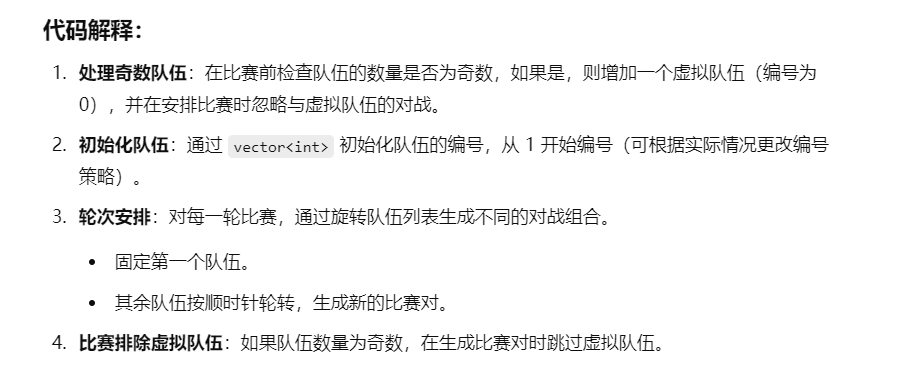 代码解释：
1. 处理奇数队伍：在比赛前检查队伍的数量是否为奇数，如果是，则增加一个虚拟队伍（编号为
0），并在安排比赛时忽略与虚拟队伍的对战。
2. 初始化队伍：通过 vector<int> 初始化队伍的编号，从 1 开始编号（可根据实际情况更改编号
策略）。
3. 轮次安排：对每一轮比赛，通过旋转队伍列表生成不同的对战组合。
• 固定第一个队伍。
• 其余队伍按顺时针轮转，生成新的比赛对。
4. 比赛排除虚拟队伍：如果队伍数量为奇数，在生成比赛对时跳过虚拟队伍。